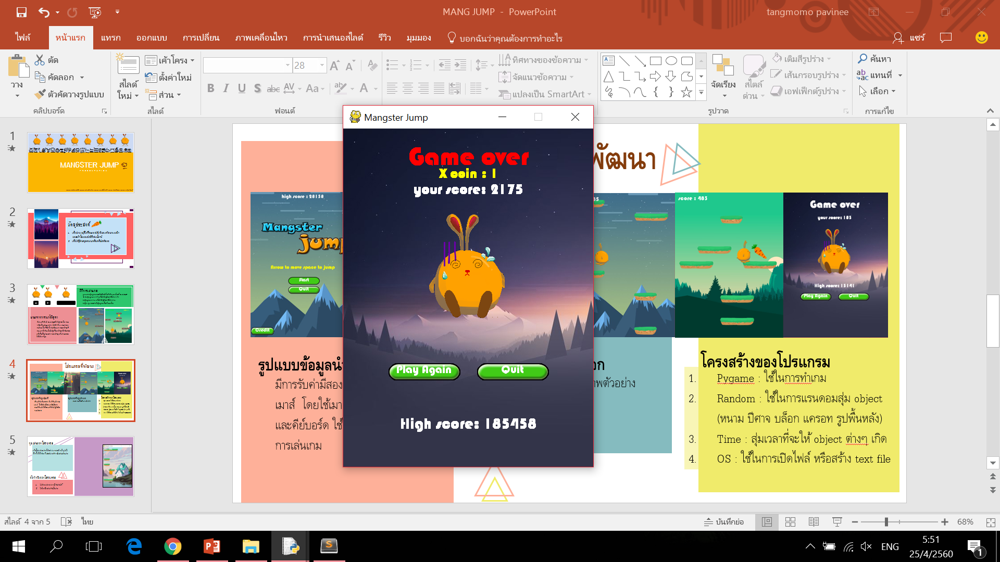 MANG JUMP - PowerPoint
tangmomo pavinee
ไฟล์
หน้าแรก
แทรก
ออกแบบ
การเปลี่ยน
ภาพเคลื่อนไหว
การนำเสนอสไลด์
รีวิว
มุมมอง
บอกฉันว่าคุณต้องการทำอะไร
แชร์
วาง
ตัด
คัดลอก
ตัวคัดวางรูปแบบ
คลิปบอร์ด
สไลด์
ใหม่
เค้าโครง
ตั้งค่าใหม่
ส่วน
สไลด์
28
ฟอนต์
ทิศทางของข้อความ
จัดแนวข้อความ
แปลงเป็น SmartArt
จัดเรียง
สไตล์
ด่วน
เติมสีรูปร่าง
เส้นกรอบรูปร่าง
เอฟเฟ็กต์รูปร่าง
รูปวาด
ค้นหา
แทนที่
เลือก
การแก้ไข
1
MANGSTER JUMP
2
วัตถุประสงค์
3
4
โปรแกรมที่พัฒนา
5
พัฒนา
high score : 28158
Mangster
jump
Arrow to move space to jump
Start
Quit
Credit
score : 483
Game over
your score: 185
High score: 15141
Play Again
Quit
Mangster Jump
Game over
X coin : 1
your score: 2175
Play Again
Quit
High score: 185458
รูปแบบข้อมูลนำ
มีการรับค่ามีสอง
เมาส์ โดยใช้เมา
และคีย์บอร์ด ใช้
การเล่นเกม
อก
าพตัวอย่าง
โครงสร้างของโปรแกรม
1. Pygame : ใช้ในการทำเกม
2. Random : ใช้ในการแรนดอมสุ่ม object
(หนาม ปีศาจ บล็อก แครอท รูปพื้นหลัง)
3. Time : สุ่มเวลาที่จะให้ object ต่างๆ เกิด
4. OS : ใช้ในการเปิดไฟล์ หรือสร้าง text file
สไลด์ 4 จาก 5
ไทย
บันทึกย่อ
68%
ENG
5:51
25/4/2560
1